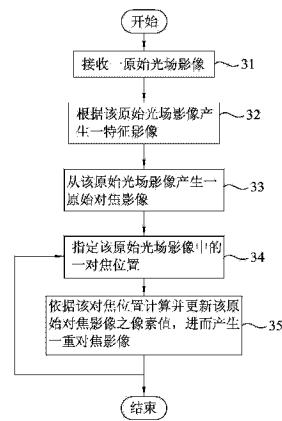 开始
接收一原始光场影像
31
根据该原始光场影像产
生一特征影像
32
从该原始光场影像产生一
原始对焦影像
33
指定该原始光场影像中的
一对焦位置
34
依据该对焦位置计算并更新该原
始对焦影像之像素值，进而产生
一重对焦影像
35
结束